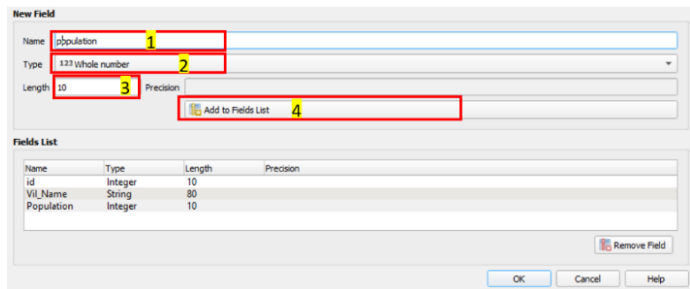 New Field
Name population 1
Type 123 Whole number 2
Length 10 3 Precision
Add to Fields List 4
Fields List
Name Type Length Precision
id Integer 10
Vil_Name String 80
Population Integer 10
Remove Field
OK Cancel Help